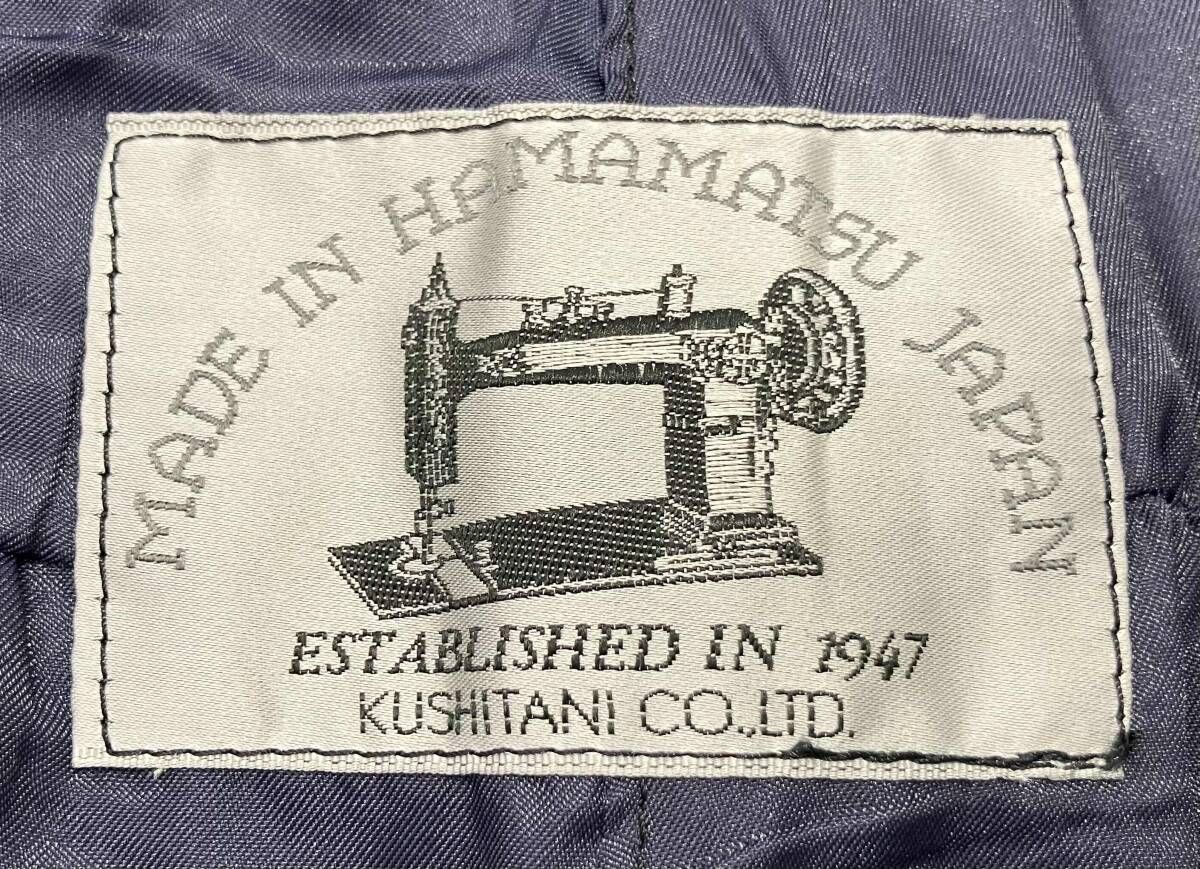 MADE IN HAMAMATSU JAPAN
ESTABLISHED IN 1947
KUSHITANI CO.,LTD.